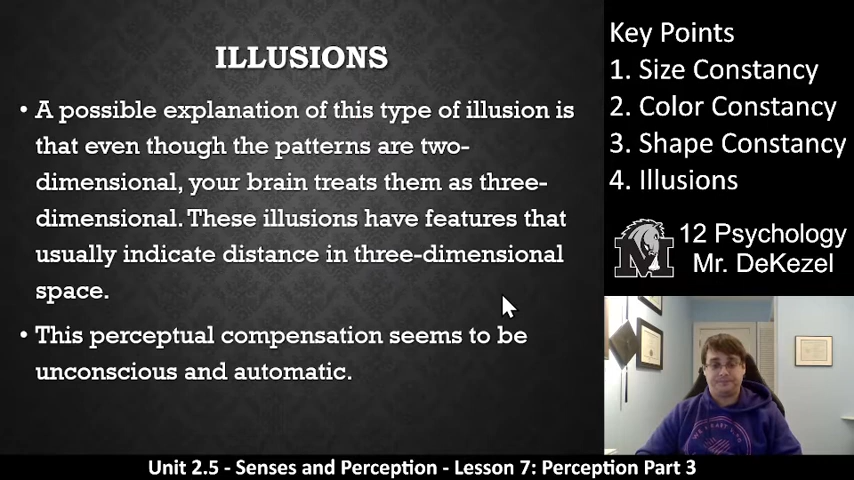 ILLUSIONS
• A possible explanation of this type of illusion is
that even though the patterns are two-
dimensional, your brain treats them as three-
dimensional. These illusions have features that
usually indicate distance in three-dimensional
space.
• This perceptual compensation seems to be
unconscious and automatic.
Key Points
1. Size Constancy
2. Color Constancy
3. Shape Constancy
4. Illusions
M
12 Psychology
Mr. DeKezel
Unit 2.5 - Senses and Perception - Lesson 7: Perception Part 3